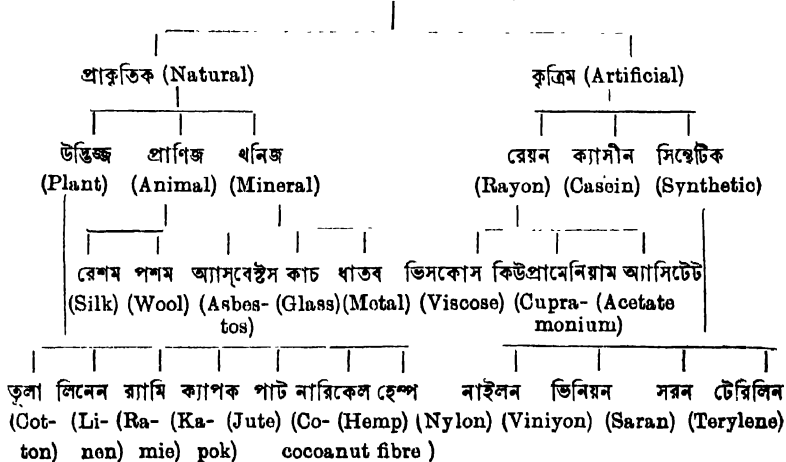 প্রাকৃতিক (Natural) কৃত্রিম (Artificial)
উদ্ভিজ্জ প্রাণিজ খনিজ রেয়ন ক্যাসীন সিন্থেটিক
(Plant) (Animal) (Mineral) (Rayon) (Casein) (Synthetic)
রেশম পশম অ্যাস্‌বেষ্টস কাচ ধাতব ভিসকোস কিউপ্রামেনিয়াম অ্যাসিটেট
(Silk) (Wool) (Asbes- (Glass) (Motal) (Viscose) (Cupra- (Acetate
tos) monium)
তুলা লিনেন র‍্যামি ক্যাপক পাট নারিকেল হেম্প নাইলন ভিনিয়ন সরন টেরিলিন
(Cot- (Li- (Ra- (Ka- (Jute) (Co- (Hemp) (Nylon) (Viniyon) (Saran) (Terylene)
ton) nen) mie) pok) cocoanut fibre)